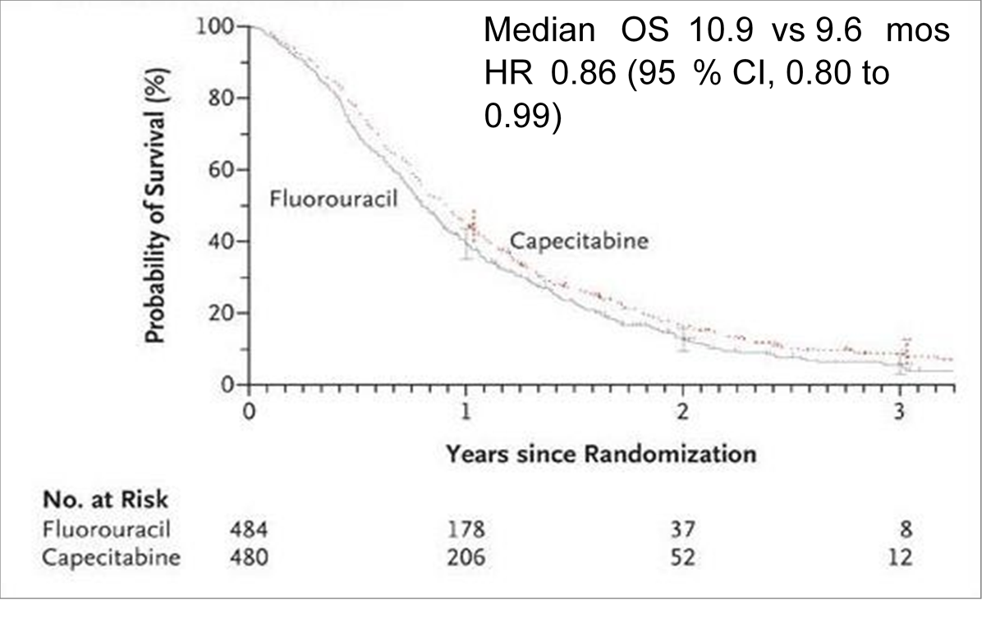 Median OS 10.9 vs 9.6 mos
HR 0.86 (95 % CI, 0.80 to
0.99)
Probability of Survival (%)
100
80
60
40
20
0
Fluorouracil
Capecitabine
0 1 2 3
Years since Randomization
No. at Risk
Fluorouracil 484 178 37 8
Capecitabine 480 206 52 12